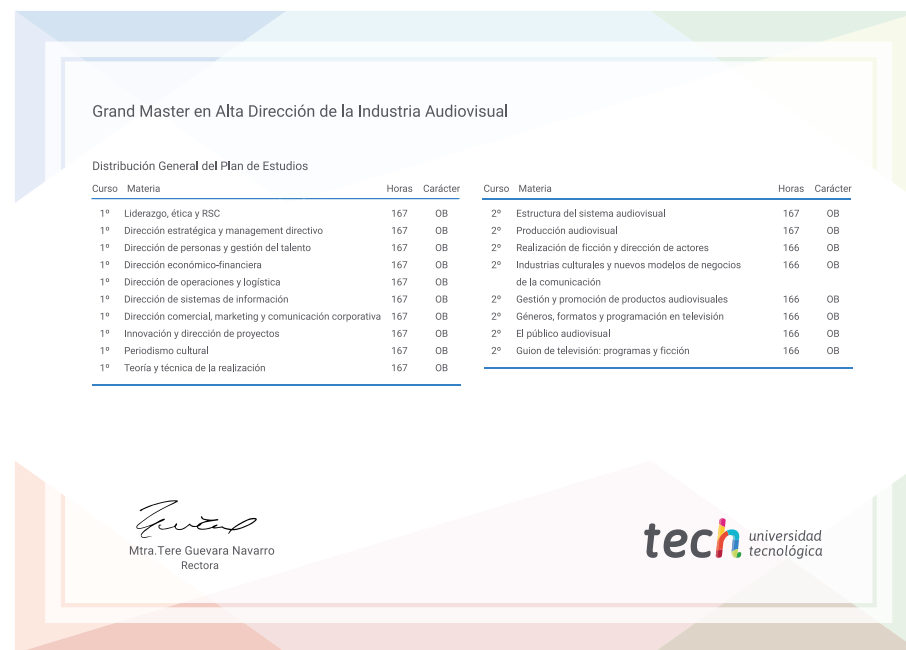 Grand Master en Alta Dirección de la Industria Audiovisual
Distribución General del Plan de Estudios
Curso Materia Horas Carácter
1º Liderazgo, ética y RSC 167 OB
1º Dirección estratégica y management directivo 167 OB
1º Dirección de personas y gestión del talento 167 OB
1º Dirección económico-financiera 167 OB
1º Dirección de operaciones y logística 167 OB
1º Dirección de sistemas de información 167 OB
1º Dirección comercial, marketing y comunicación corporativa 167 OB
1º Innovación y dirección de proyectos 167 OB
1º Periodismo cultural 167 OB
1º Teoría y técnica de la realización 167 OB
Curso Materia Horas Carácter
2º Estructura del sistema audiovisual 167 OB
2º Producción audiovisual 167 OB
2º Realización de ficción y dirección de actores 166 OB
2º Industrias culturales y nuevos modelos de negocios 166 OB
de la comunicación
2º Gestión y promoción de productos audiovisuales 166 OB
2º Géneros, formatos y programación en televisión 166 OB
2º El público audiovisual 166 OB
2º Guion de televisión: programas y ficción 166 OB
Mtra.Tere Guevara Navarro
Rectora
tech universidad
tecnológica